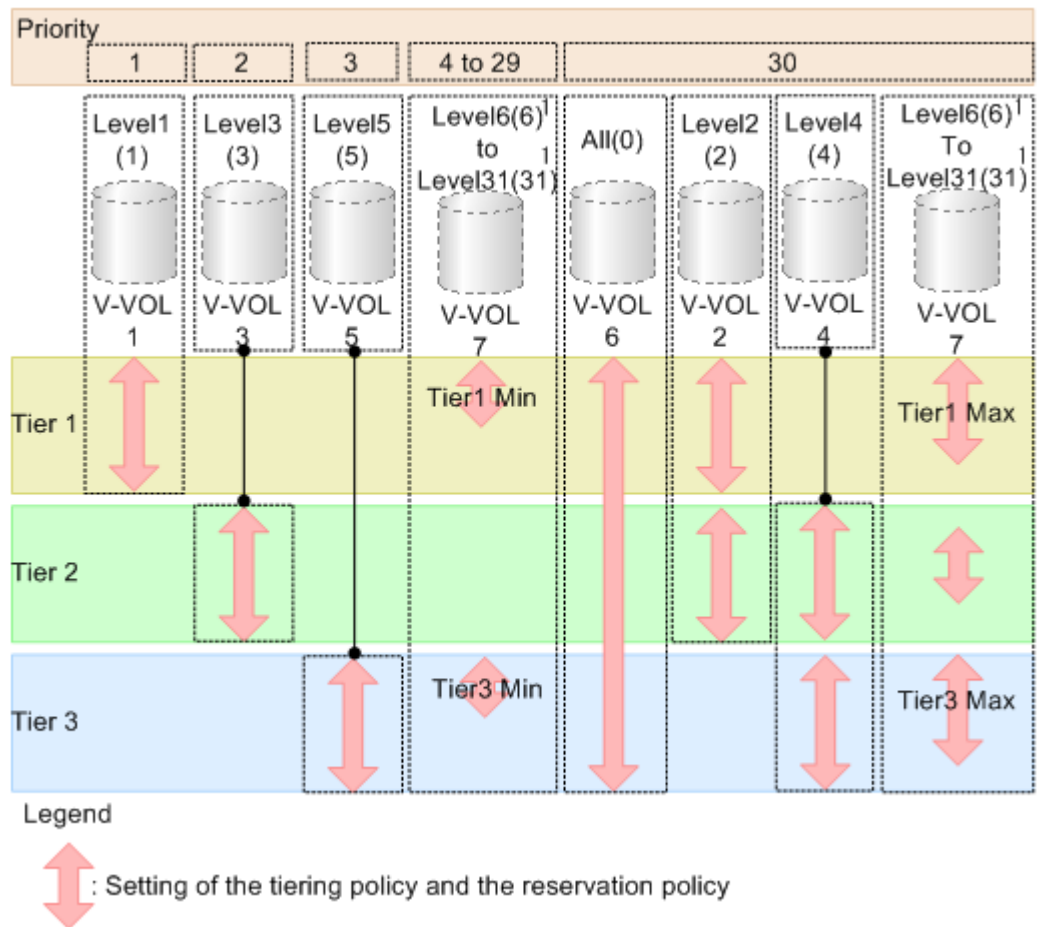 Priority
1
2
3
4 to 29
30
Level1
(1)
V-VOL
1
Level3
(3)
V-VOL
3
Level5
(5)
V-VOL
5
Level6(6)1
to
Level31(31)1
V-VOL
7
All(0)
V-VOL
6
Level2
(2)
V-VOL
2
Level4
(4)
V-VOL
4
Level6(6)1
To
Level31(31)1
V-VOL
7
Tier 1
Tier1 Min
Tier1 Max
Tier 2
Tier 3
Tier3 Min
Tier3 Max
Legend
: Setting of the tiering policy and the reservation policy